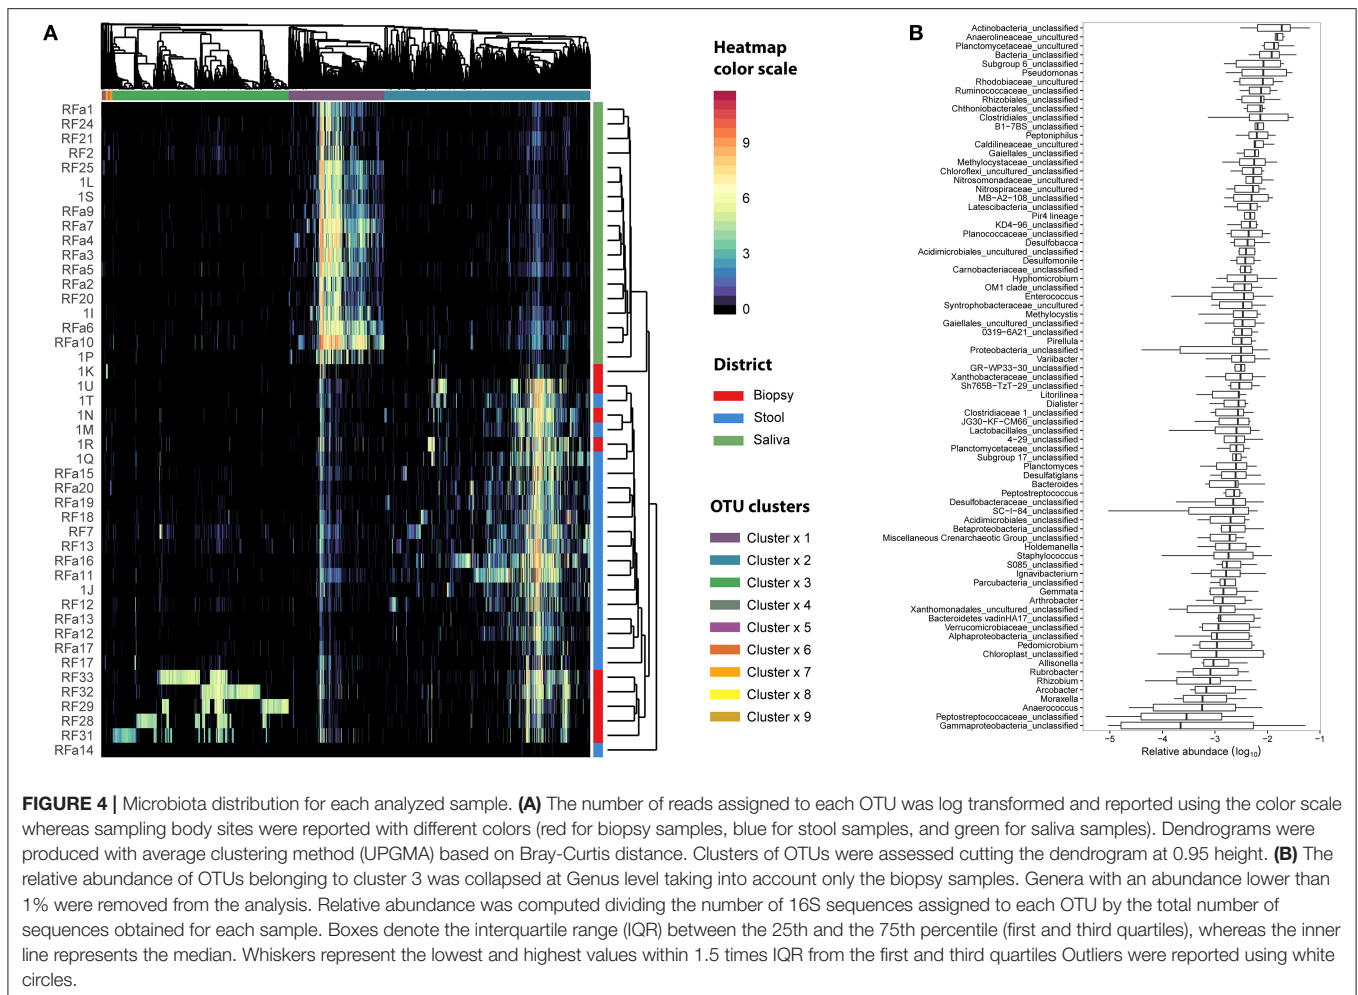 A
RFa1
RF24
RF21
RF2
RF25
1L
1S
RFa9
RFa7
RFa4
RFa3
RFa5
RFa2
RF20
1I
RFa6
RFa10
1P
1K
1U
1T
1N
1M
1R
1Q
RFa15
RFa20
RFa19
RF18
RF7
RF13
RFa16
RFa11
1J
RF12
RFa13
RFa12
RFa17
RF17
RF33
RF32
RF29
RF28
RF31
RFa14
Heatmap
color scale
9
6
3
0
District
Biopsy
Stool
Saliva
OTU clusters
Cluster x 1
Cluster x 2
Cluster x 3
Cluster x 4
Cluster x 5
Cluster x 6
Cluster x 7
Cluster x 8
Cluster x 9
B
Actinobacteria_unclassified
Anaerolineaceae_uncultured
Planctomycetaceae_uncultured
Bacteria_unclassified
Subgroup 6_unclassified
Pseudomonas
Rhodobiaceae_uncultured
Ruminococcaceae_uncultured
Rhizobiales_unclassified
Chthoniobacterales_unclassified
Clostridiales_unclassified
B1-7BS_unclassified
Peptoniphilus
Caldilineaceae_uncultured
Gaiellales_unclassified
Methylocystaceae_unclassified
Chloroflexi_uncultured_unclassified
Nitrosomonadaceae_uncultured
Nitrospiraceae_uncultured
MB-A2-108_unclassified
Latescibacteria_unclassified
Pir4 lineage
KD4-96_unclassified
Planococcaceae_unclassified
Desulfobacca
Acidimicrobiales_uncultured_unclassified
Desulfomonile
Carnobacteriaceae_unclassified
Hyphomicrobium
OM1 clade_unclassified
Enterococcus
Syntrophobacteraceae_uncultured
Methylocystis
Gaiellales_uncultured_unclassified
0319-6A21_unclassified
Pirellula
Proteobacteria_unclassified
Variibacter
GR-WP33-30_unclassified
Xanthobacteraceae_unclassified
Sh765B-TzT-29_unclassified
Litorilinea
Dialister
Clostridiaceae 1_unclassified
JG30-KF-CM66_unclassified
Lactobacillales_unclassified
4-29_unclassified
Planctomycetaceae_unclassified
Subgroup 17_unclassified
Planctomyces
Desulfatiglans
Bacteroides
Peptostreptococcus
Desulfobacteraceae_unclassified
SC-I-84_unclassified
Acidimicrobiales_unclassified
Betaproteobacteria_unclassified
Miscellaneous Crenarchaeotic Group_unclassified
Holdemanella
Staphylococcus
S085_unclassified
Ignavibacterium
Parcubacteria_unclassified
Gemmata
Arthrobacter
Xanthomonadales_uncultured_unclassified
Bacteroidetes vadinHA17_unclassified
Verrucomicrobiaceae_unclassified
Alphaproteobacteria_unclassified
Pedomicrobium
Chloroplast_unclassified
Allisonella
Rubrobacter
Rhizobium
Arcobacter
Moraxella
Anaerococcus
Peptostreptococcaceae_unclassified
Gammaproteobacteria_unclassified
−5 −4 −3 −2 −1
Relative abundace (log₁₀)
FIGURE 4 | Microbiota distribution for each analyzed sample. (A) The number of reads assigned to each OTU was log transformed and reported using the color scale
whereas sampling body sites were reported with different colors (red for biopsy samples, blue for stool samples, and green for saliva samples). Dendrograms were
produced with average clustering method (UPGMA) based on Bray-Curtis distance. Clusters of OTUs were assessed cutting the dendrogram at 0.95 height. (B) The
relative abundance of OTUs belonging to cluster 3 was collapsed at Genus level taking into account only the biopsy samples. Genera with an abundance lower than
1% were removed from the analysis. Relative abundance was computed dividing the number of 16S sequences assigned to each OTU by the total number of
sequences obtained for each sample. Boxes denote the interquartile range (IQR) between the 25th and the 75th percentile (first and third quartiles), whereas the inner
line represents the median. Whiskers represent the lowest and highest values within 1.5 times IQR from the first and third quartiles Outliers were reported using white
circles.